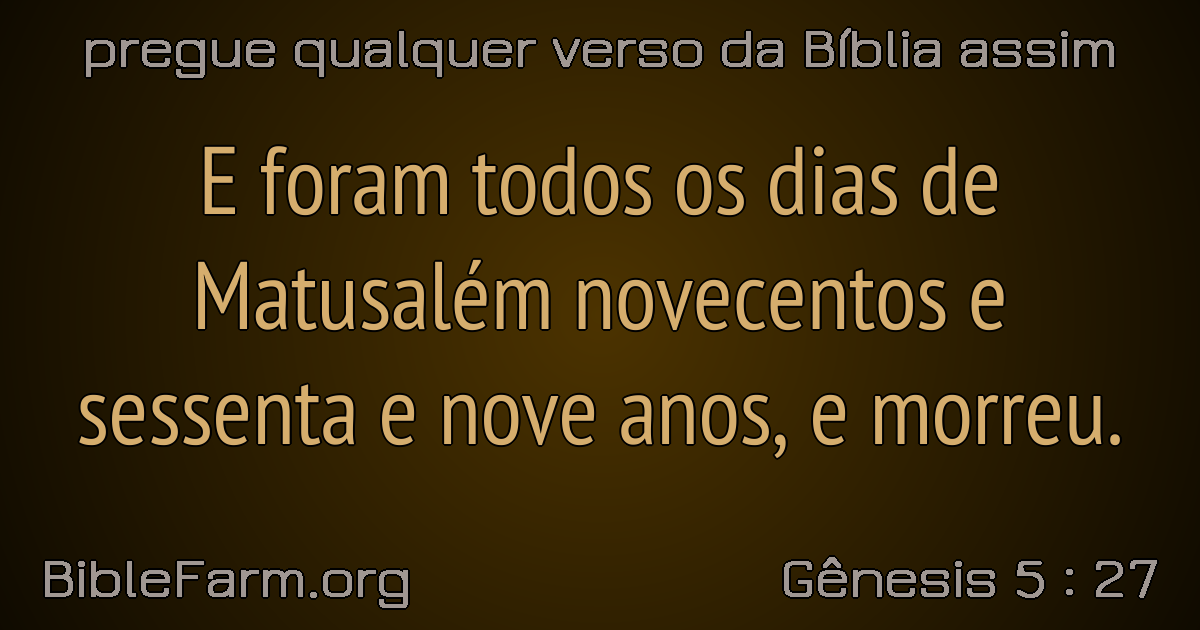 pregue qualquer verso da Bíblia assim
E foram todos os dias de
Matusalém novecentos e
sessenta e nove anos, e morreu.
BibleFarm.org
Gênesis 5 : 27